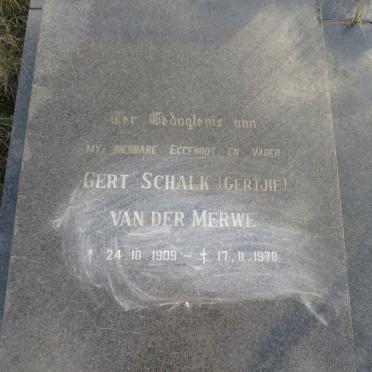 Ter Gedagtenis aan
MY DIERBARE EGGENOOT EN VADER
GERT SCHALK (GERTJIE)
VAN DER MERWE
* 24.10.1909 – † 17.11.1978